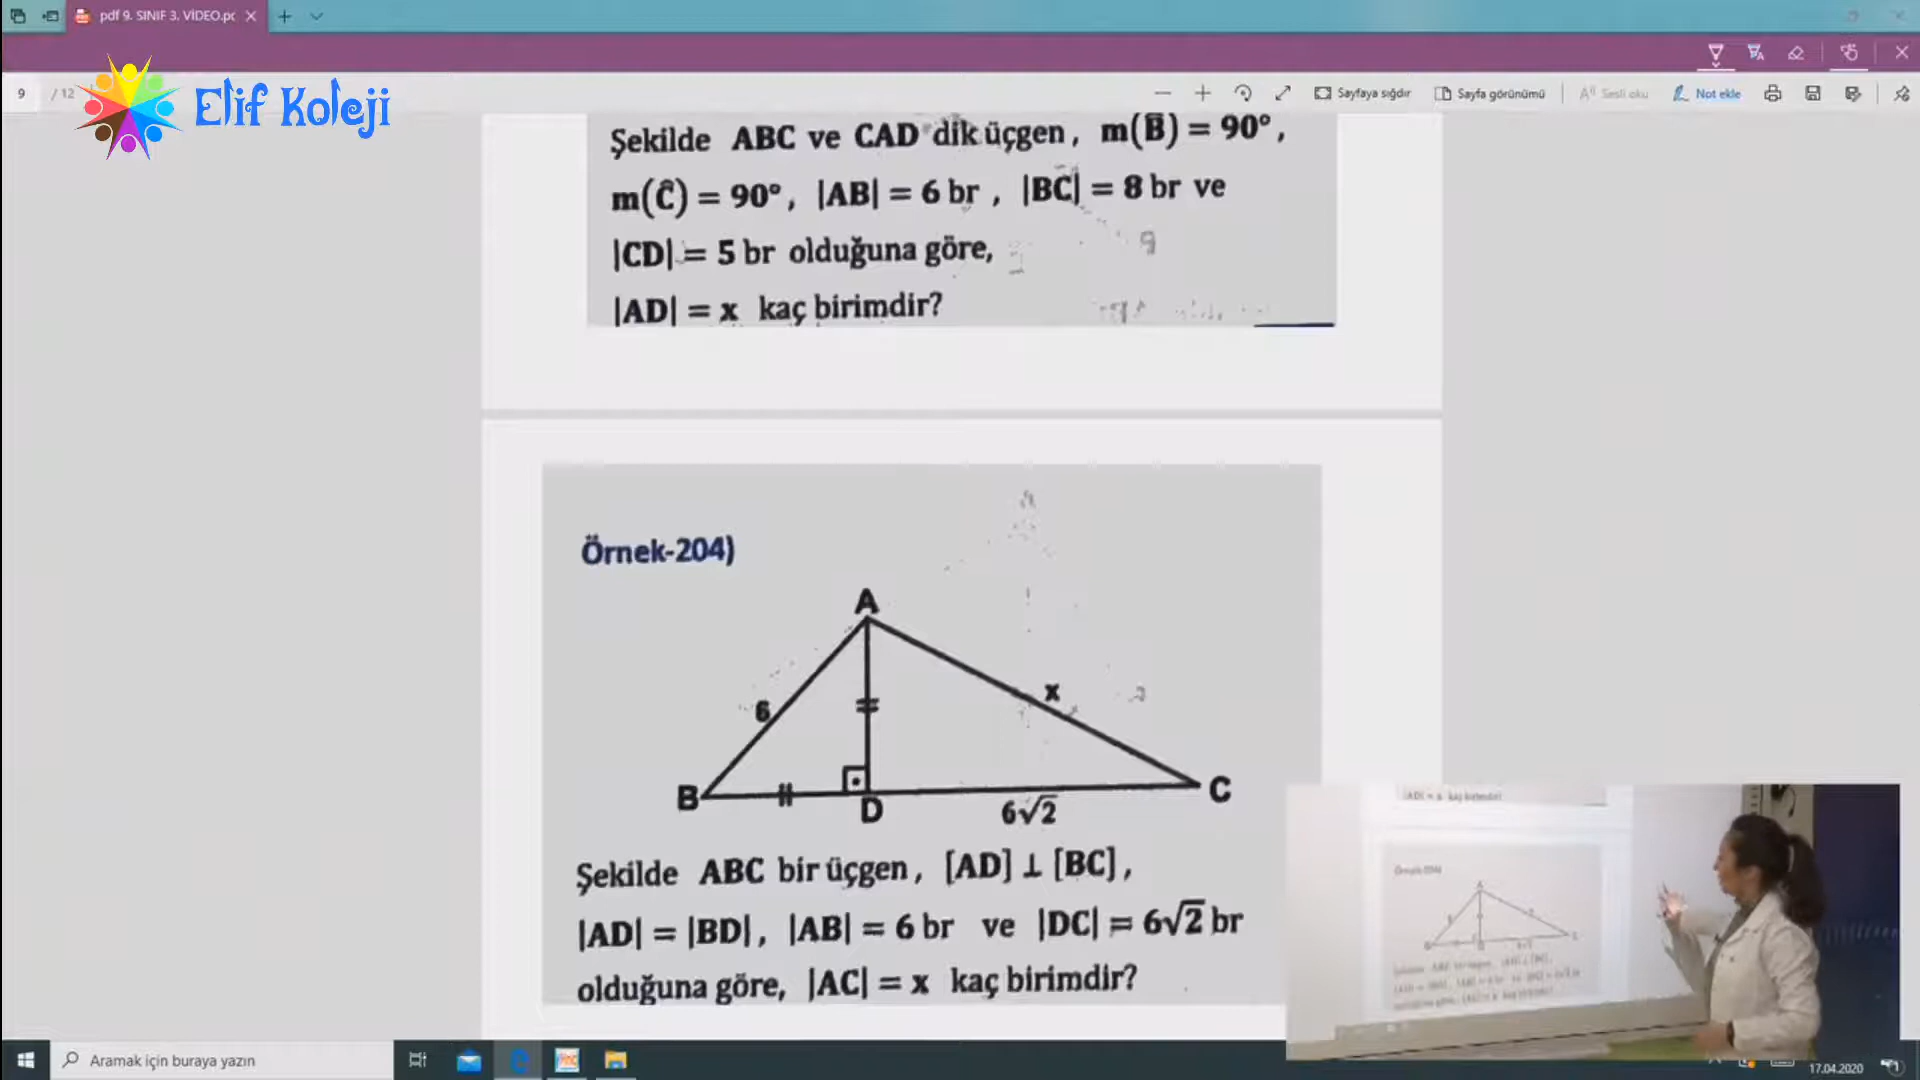 pdf 9. SINIF 3. VİDEO.pc
9 / 12
Sayfaya sığdır
Sayfa görünümü
Sesli oku
Not ekle
Elif Koleji
Şekilde ABC ve CAD dik üçgen, m(B̂) = 90°,
m(Ĉ) = 90°, |AB| = 6 br , |BC| = 8 br ve
|CD| = 5 br olduğuna göre,
|AD| = x kaç birimdir?
Örnek-204)
A
6
x
B
D
C
6√2
Şekilde ABC bir üçgen, [AD] ⊥ [BC],
|AD| = |BD|, |AB| = 6 br ve |DC| = 6√2 br
olduğuna göre, |AC| = x kaç birimdir?
Aramak için buraya yazın
17.04.2020